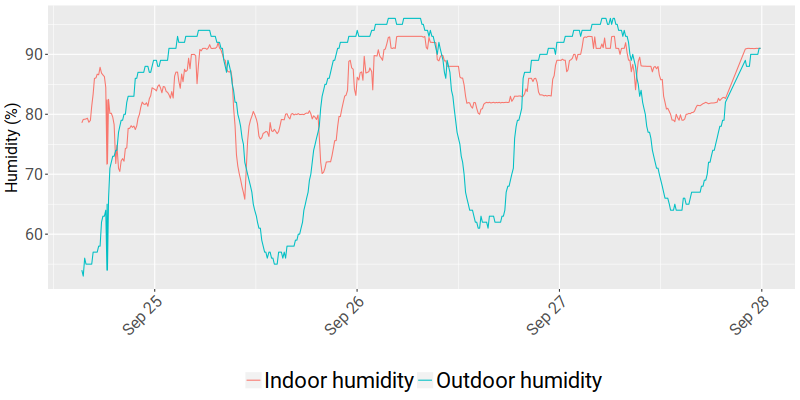 Humidity (%)
90
80
70
60
Sep 25
Sep 26
Sep 27
Sep 28
Indoor humidity
Outdoor humidity